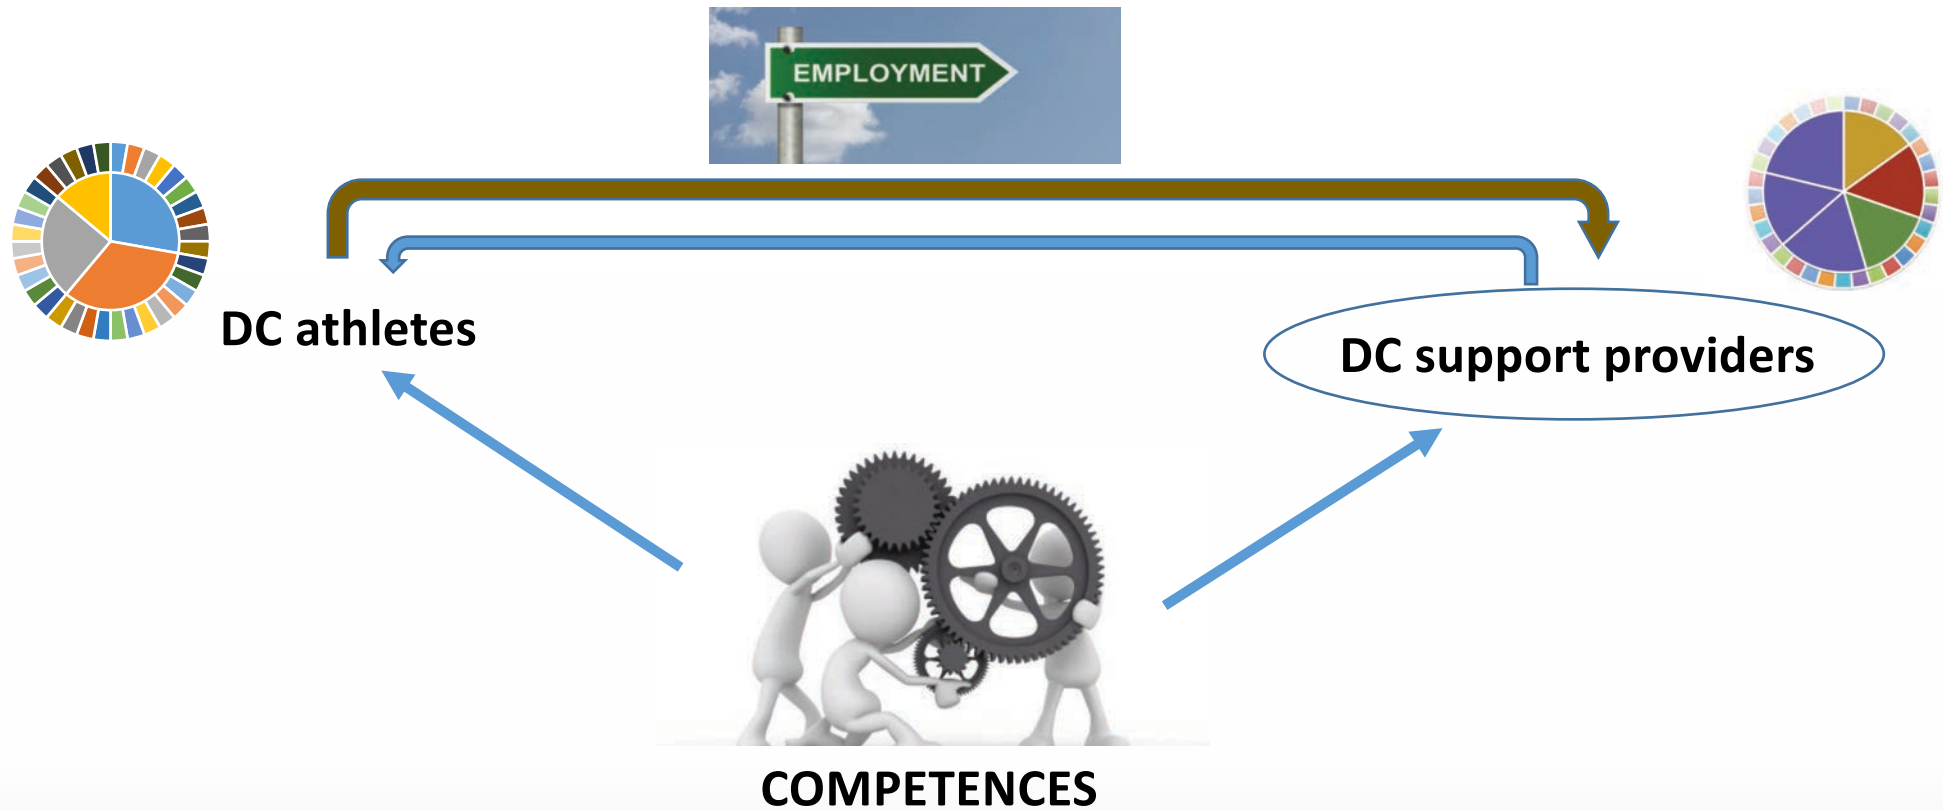 EMPLOYMENT
DC athletes
DC support providers
COMPETENCES